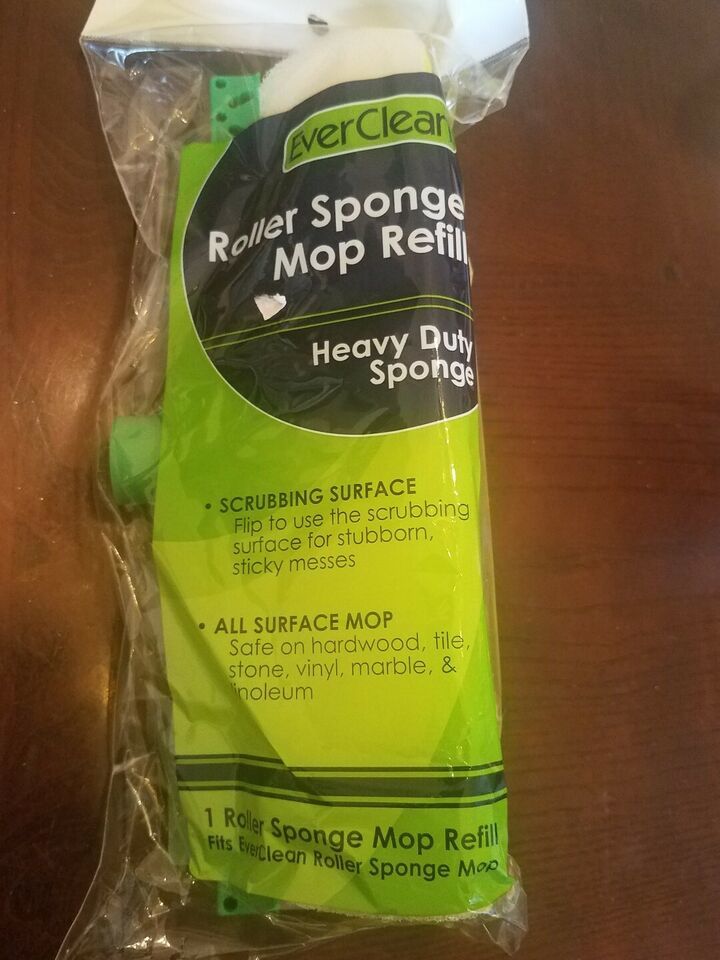 EverClean
Roller Sponge
Mop Refill
Heavy Duty
Sponge
• SCRUBBING SURFACE
Flip to use the scrubbing
surface for stubborn,
sticky messes
• ALL SURFACE MOP
Safe on hardwood, tile,
stone, vinyl, marble, &
linoleum
1 Roller Sponge Mop Refill
Fits EverClean Roller Sponge Mop